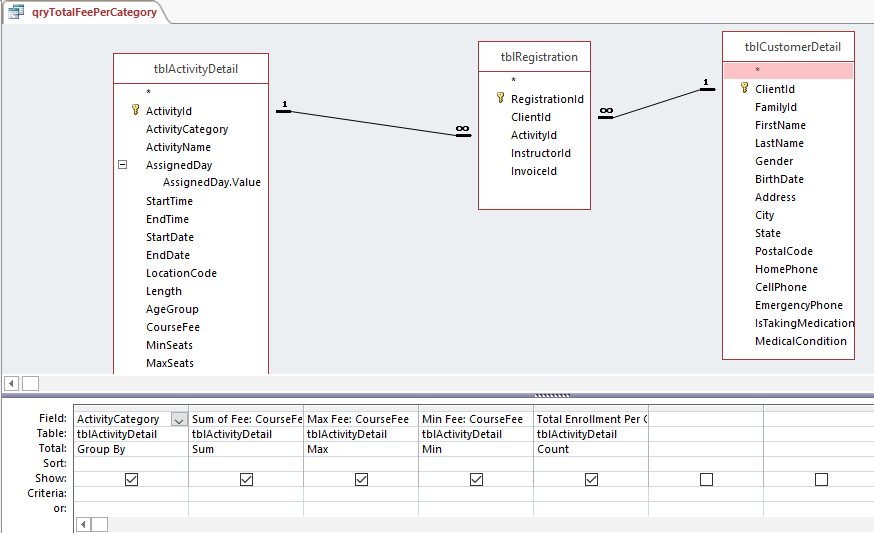 qryTotalFeePerCategory
tblActivityDetail
*
ActivityId
ActivityCategory
ActivityName
AssignedDay
AssignedDay.Value
StartTime
EndTime
StartDate
EndDate
LocationCode
Length
AgeGroup
CourseFee
MinSeats
MaxSeats
1
∞
tblRegistration
*
RegistrationId
ClientId
ActivityId
InstructorId
InvoiceId
∞
1
tblCustomerDetail
*
ClientId
FamilyId
FirstName
LastName
Gender
BirthDate
Address
City
State
PostalCode
HomePhone
CellPhone
EmergencyPhone
IsTakingMedication
MedicalCondition
Field: ActivityCategory Sum of Fee: CourseFe Max Fee: CourseFee Min Fee: CourseFee Total Enrollment Per C
Table: tblActivityDetail tblActivityDetail tblActivityDetail tblActivityDetail tblActivityDetail
Total: Group By Sum Max Min Count
Sort:
Show:
Criteria:
or: